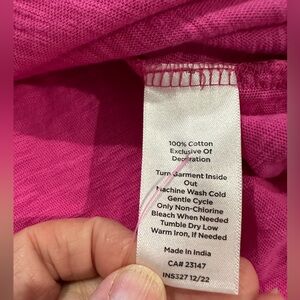 100% Cotton
Exclusive Of
Decoration
Turn Garment Inside
Out
Machine Wash Cold
Gentle Cycle
Only Non-Chlorine
Bleach When Needed
Tumble Dry Low
Warm Iron, If Needed
Made In India
CA# 23147
INS327 12/22